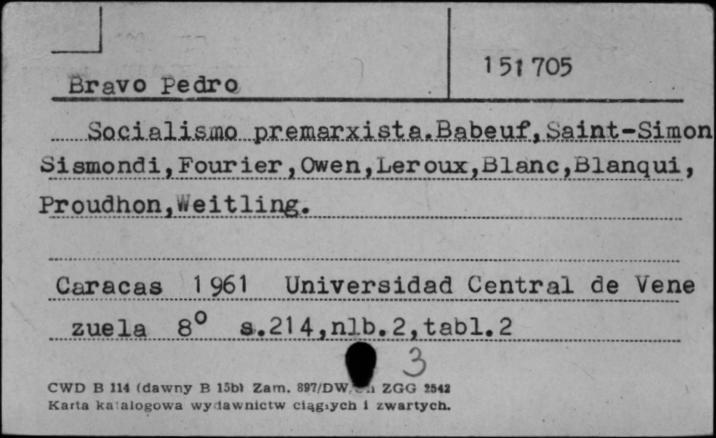 Bravo Pedro
151705
Socialismo premarxista.Babeuf,Saint-Simon
Sismondi,Fourier,Owen,Leroux,Blanc,Blanqui,
Proudhon,Weitling.
Caracas 1961 Universidad Central de Vene
zuela 8° s.214,nlb.2,tabl.2
3
CWD B 114 (dawny B 15b) Zam. 897/DW, ZGG 2542
Karta katalogowa wydawnictw ciągłych i zwartych.